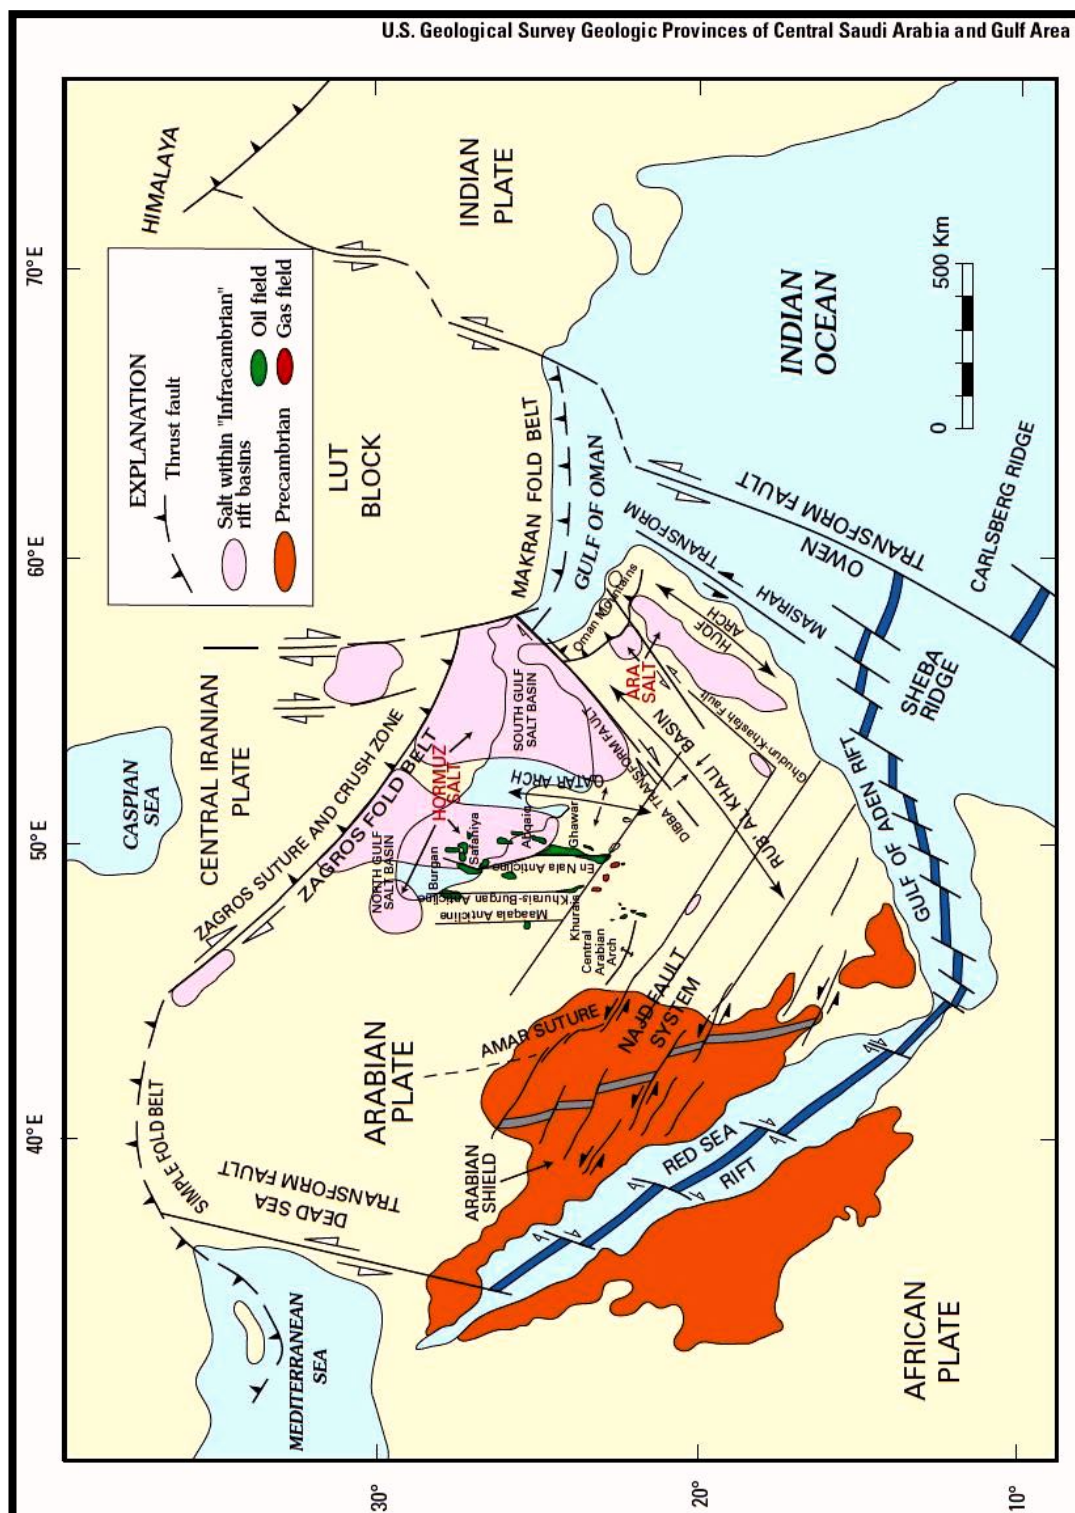 U.S. Geological Survey Geologic Provinces of Central Saudi Arabia and Gulf Area
40° E
50° E
60° E
70° E
30°
20°
10°
EXPLANATION
Thrust fault
Salt within "Infracambrian"
rift basins
Precambrian
Oil field
Gas field
HIMALAYA
INDIAN
PLATE
LUT
BLOCK
CASPIAN
SEA
CENTRAL IRANIAN
PLATE
ZAGROS SUTURE AND CRUSH ZONE
ZAGROS FOLD BELT
MAKRAN FOLD BELT
GULF OF OMAN
INDIAN
OCEAN
0
500 Km
SIMPLE FOLD BELT
MEDITERRANEAN
SEA
DEAD SEA
TRANSFORM FAULT
ARABIAN
PLATE
NORTH GULF
SALT BASIN
HORMUZ
SALT
SOUTH GULF
SALT BASIN
QATAR ARCH
Burgan
Safaniya
Abqaiq
Ghawar
En Nala Anticline
Khurais-Burgan Anticline
Maaqala Anticline
Khurais
Central
Arabian
Arch
DIBBA TRANSFORM FAULT
Oman Mountains
ARA
SALT
HUQF
ARCH
Ghudun-Khasfah Fault
RUB' AL KHALI
BASIN
MASIRAH
TRANSFORM
OWEN
TRANSFORM FAULT
CARLSBERG RIDGE
SHEBA
RIDGE
GULF OF ADEN RIFT
AMAR SUTURE
NAJD FAULT
SYSTEM
ARABIAN
SHIELD
RED SEA
RIFT
AFRICAN
PLATE